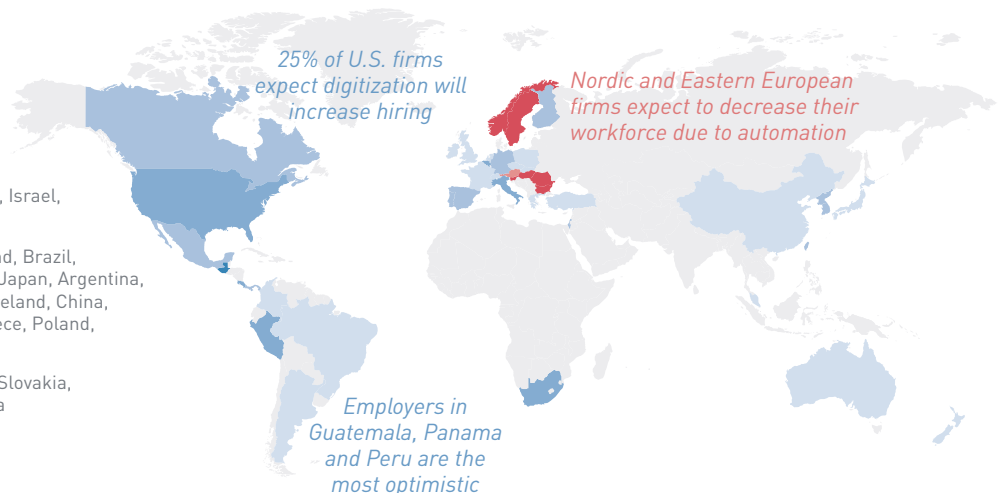 25% of U.S. firms
expect digitization will
increase hiring
Nordic and Eastern European
firms expect to decrease their
workforce due to automation
, Israel,
d, Brazil,
Japan, Argentina,
eland, China,
ece, Poland,
Slovakia,
a
Employers in
Guatemala, Panama
and Peru are the
most optimistic